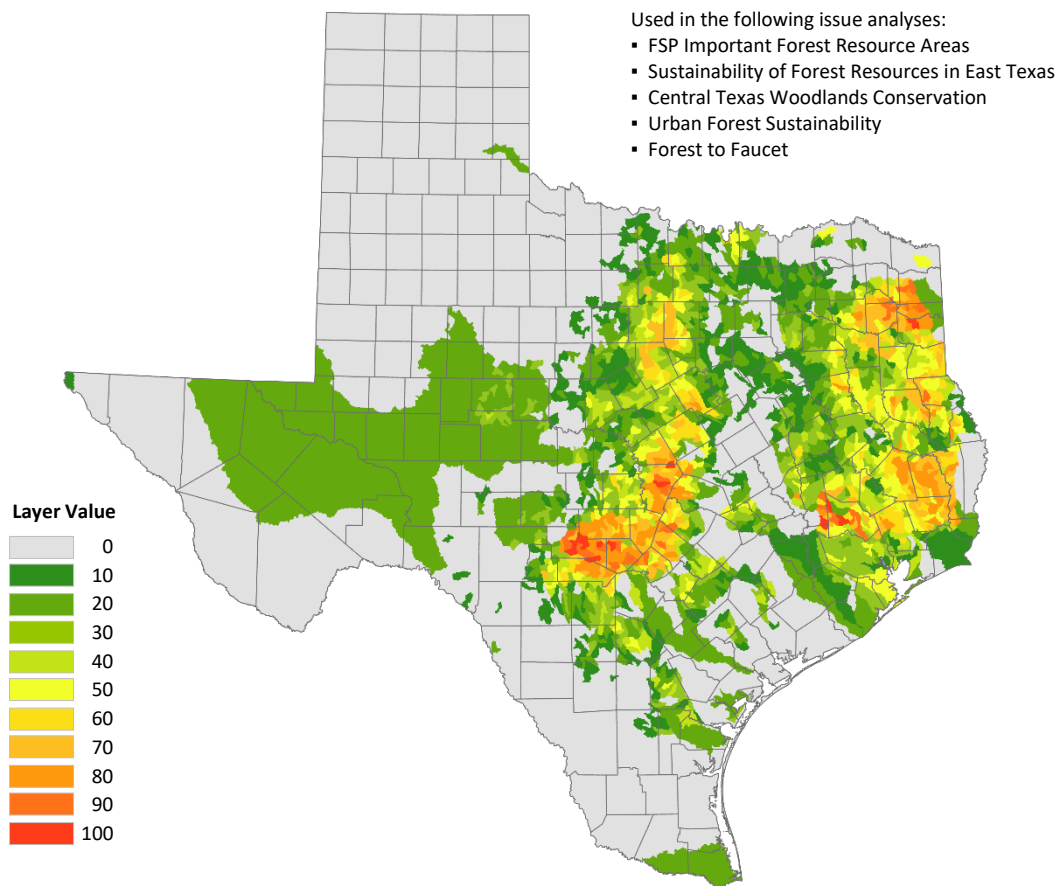 Used in the following issue analyses:
▪ FSP Important Forest Resource Areas
▪ Sustainability of Forest Resources in East Texas
▪ Central Texas Woodlands Conservation
▪ Urban Forest Sustainability
▪ Forest to Faucet
Layer Value
0
10
20
30
40
50
60
70
80
90
100